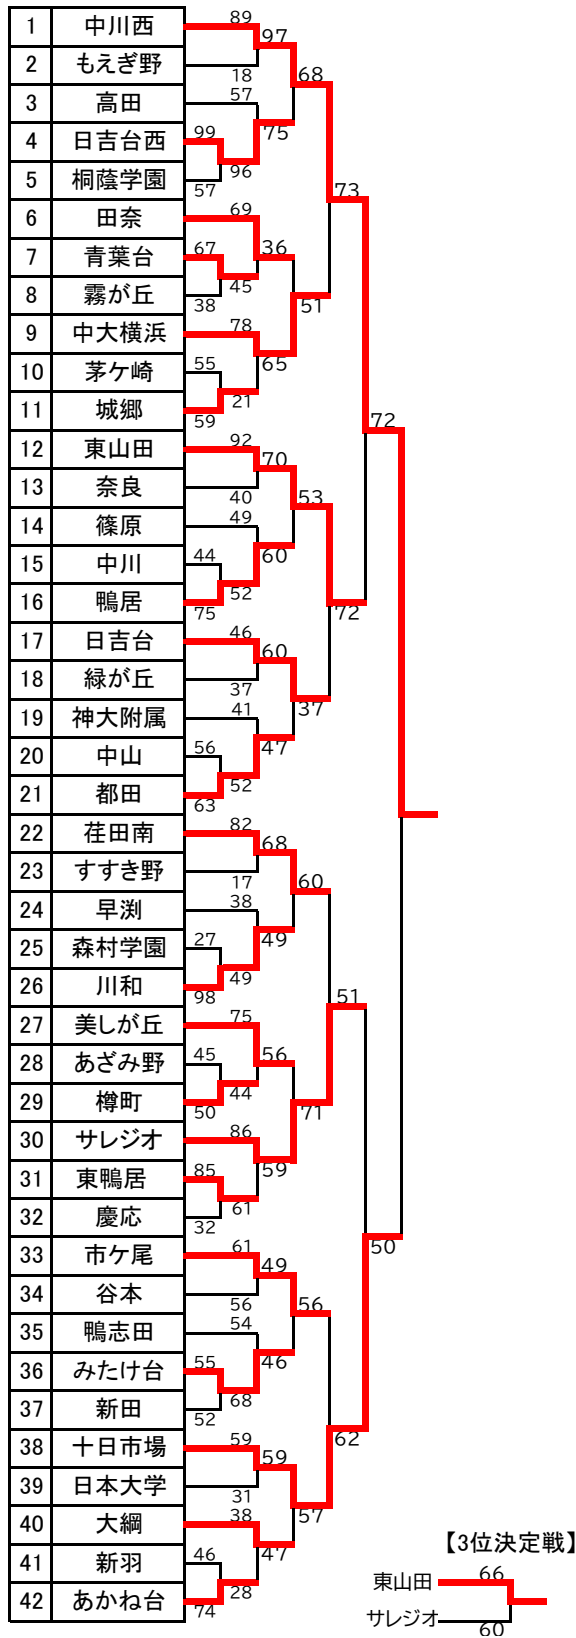 1 中川西 89
97
2 もえぎ野 18
68
3 高田 57
75
4 日吉台西 99
96
5 桐蔭学園 57
73
6 田奈 69
36
7 青葉台 67
45
8 霧が丘 38
51
9 中大横浜 78
65
10 茅ケ崎 55
21
11 城郷 59
72
12 東山田 92
70
13 奈良 40
53
14 篠原 49
60
15 中川 44
52
16 鴨居 75
72
17 日吉台 46
60
18 緑が丘 37
37
19 神大附属 41
47
20 中山 56
52
21 都田 63
22 荏田南 82
68
23 すすき野 17
60
24 早渕 38
49
25 森村学園 27
49
26 川和 98
51
27 美しが丘 75
56
28 あざみ野 45
44
29 樽町 50
71
30 サレジオ 86
59
31 東鴨居 85
61
32 慶応 32
50
33 市ケ尾 61
49
34 谷本 56
56
35 鴨志田 54
46
36 みたけ台 55
68
37 新田 52
62
38 十日市場 59
59
39 日本大学 31
57
40 大綱 38
47
41 新羽 46
28
42 あかね台 74
【3位決定戦】
東山田 66
サレジオ 60